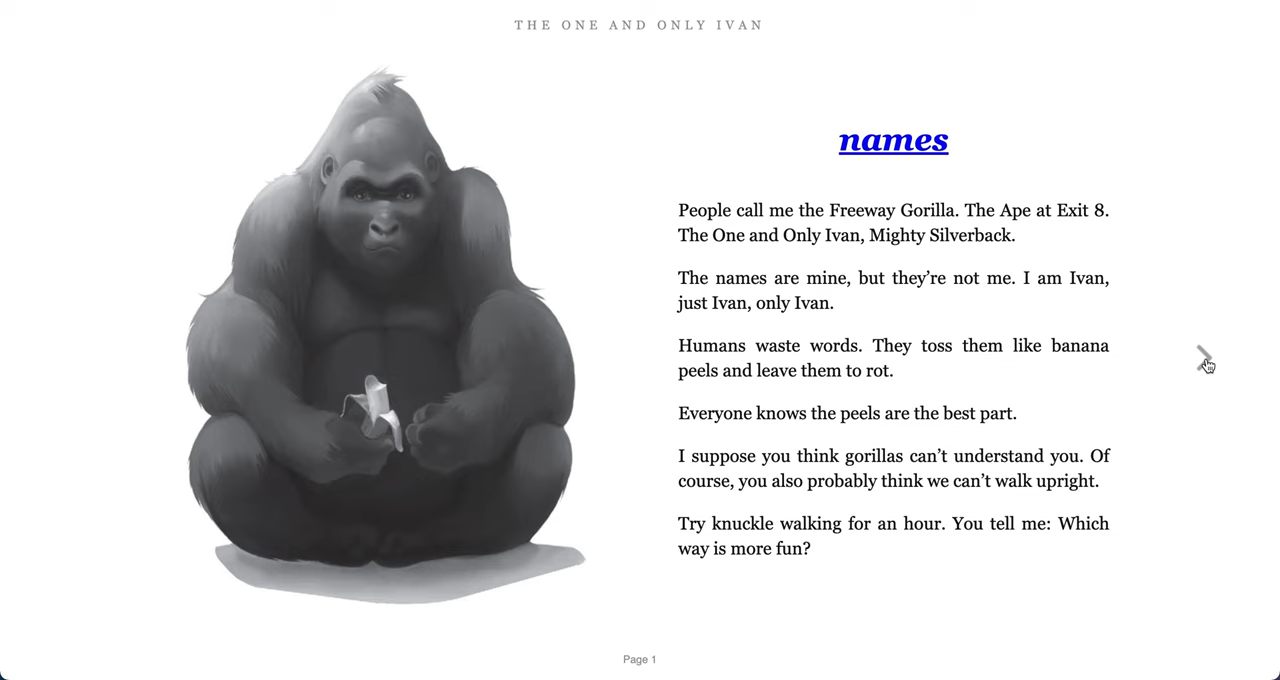 THE ONE AND ONLY IVAN
names
People call me the Freeway Gorilla. The Ape at Exit 8.
The One and Only Ivan, Mighty Silverback.
The names are mine, but they’re not me. I am Ivan,
just Ivan, only Ivan.
Humans waste words. They toss them like banana
peels and leave them to rot.
Everyone knows the peels are the best part.
I suppose you think gorillas can’t understand you. Of
course, you also probably think we can’t walk upright.
Try knuckle walking for an hour. You tell me: Which
way is more fun?
Page 1